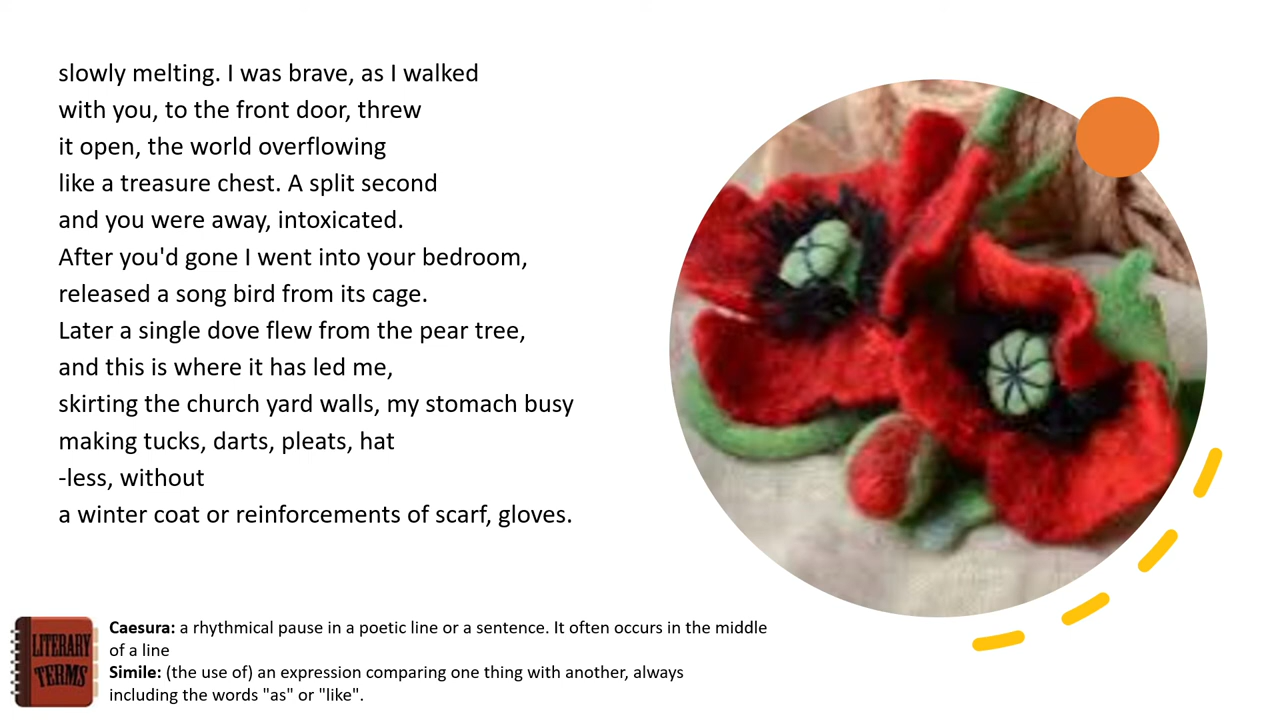 slowly melting. I was brave, as I walked
with you, to the front door, threw
it open, the world overflowing
like a treasure chest. A split second
and you were away, intoxicated.
After you'd gone I went into your bedroom,
released a song bird from its cage.
Later a single dove flew from the pear tree,
and this is where it has led me,
skirting the church yard walls, my stomach busy
making tucks, darts, pleats, hat
-less, without
a winter coat or reinforcements of scarf, gloves.
LITERARY
TERMS
Caesura: a rhythmical pause in a poetic line or a sentence. It often occurs in the middle
of a line
Simile: (the use of) an expression comparing one thing with another, always
including the words "as" or "like".